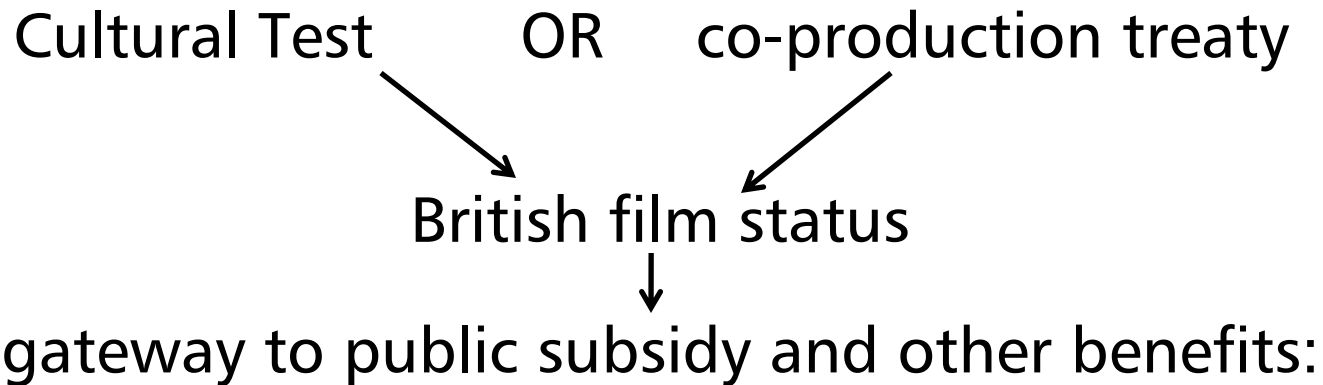 Cultural Test OR co-production treaty
British film status
gateway to public subsidy and other benefits: